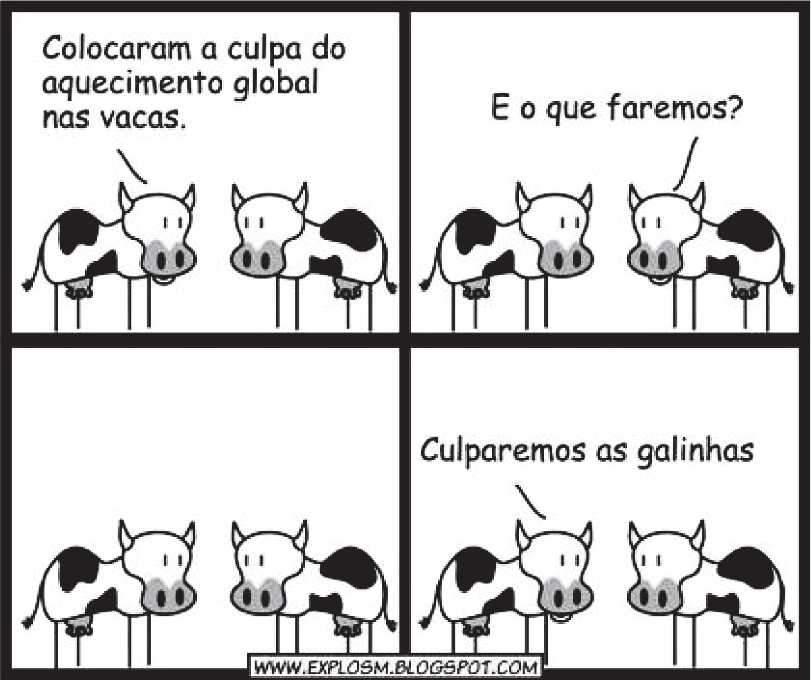 Colocaram a culpa do
aquecimento global
nas vacas.
E o que faremos?
Culparemos as galinhas
WWW.EXPLOSM.BLOGSPOT.COM